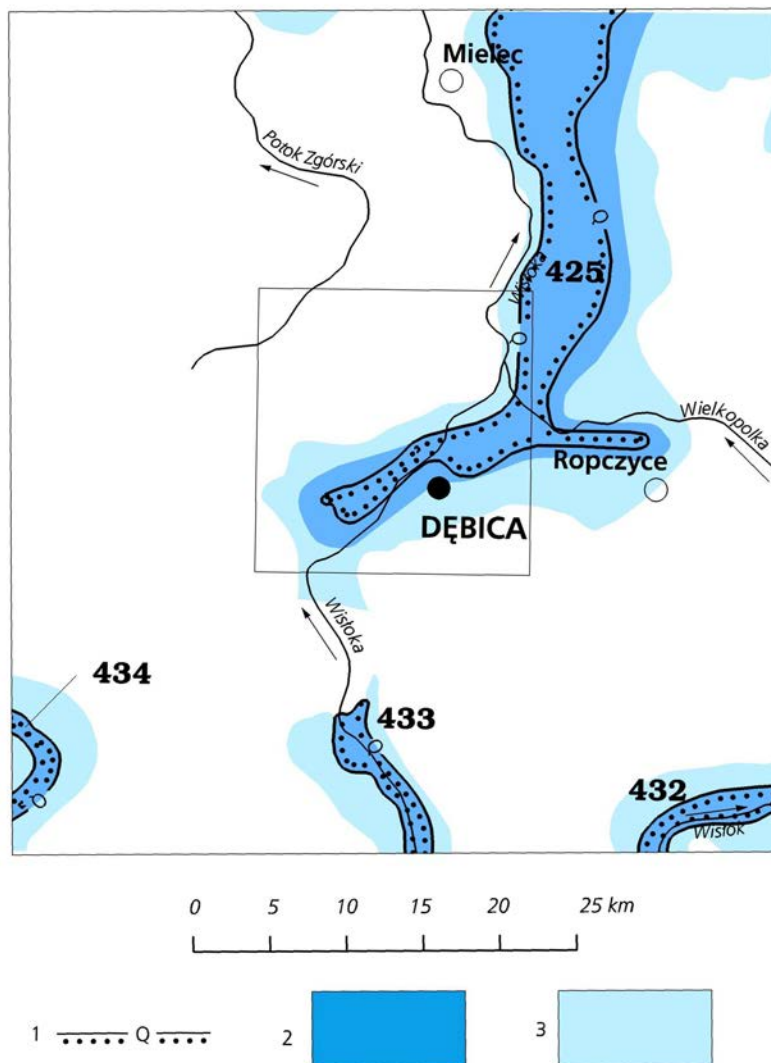 Mielec
Potok Zgórski
Q
425
Wisłoka
Q
Wielkopolka
Ropczyce
DĘBICA
Wisłoka
434
433
Q
432
Q
Wisłok
0 5 10 15 20 25 km
1 Q 2 3